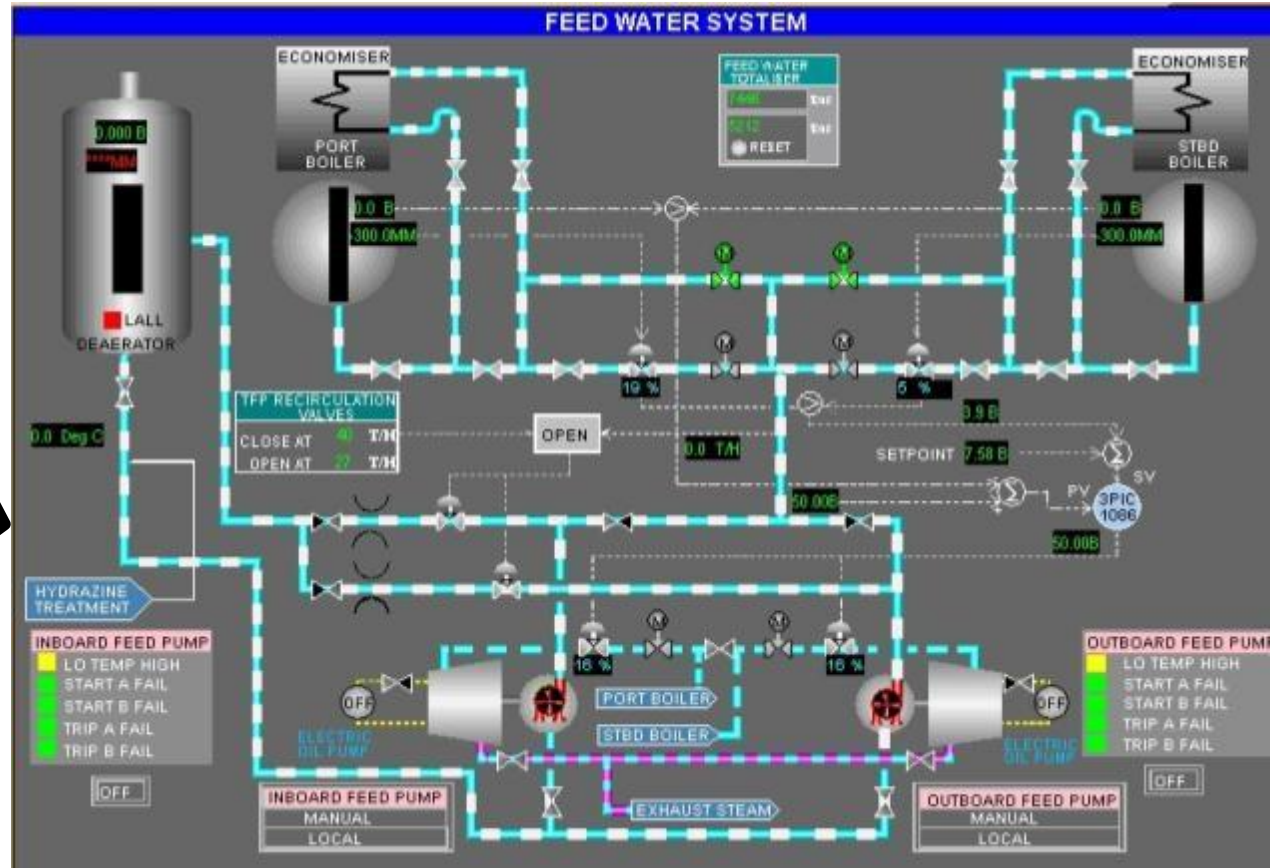 FEED WATER SYSTEM
ECONOMISER
PORT
BOILER
FEED WATER
TOTALISER
RESET
ECONOMISER
STBD
BOILER
0.000 B
****MM
LALL
DEAERATOR
0.0 B
-300.0MM
0.0 B
-300.0MM
M
M
M
M
19 %
5 %
TFP RECIRCULATION
VALVES
CLOSE AT 40 T/H
OPEN AT 27 T/H
OPEN
0.0 T/H
0.0 Deg C
SETPOINT 7.58 B
SV
PV
3PIC
1086
50.00B
50.00B
HYDRAZINE
TREATMENT
INBOARD FEED PUMP
LO TEMP HIGH
START A FAIL
START B FAIL
TRIP A FAIL
TRIP B FAIL
OFF
OFF
ELECTRIC
OIL PUMP
M
M
16 %
16 %
PORT BOILER
STBD BOILER
EXHAUST STEAM
OFF
ELECTRIC
OIL PUMP
OUTBOARD FEED PUMP
LO TEMP HIGH
START A FAIL
START B FAIL
TRIP A FAIL
TRIP B FAIL
OFF
INBOARD FEED PUMP
MANUAL
LOCAL
OUTBOARD FEED PUMP
MANUAL
LOCAL